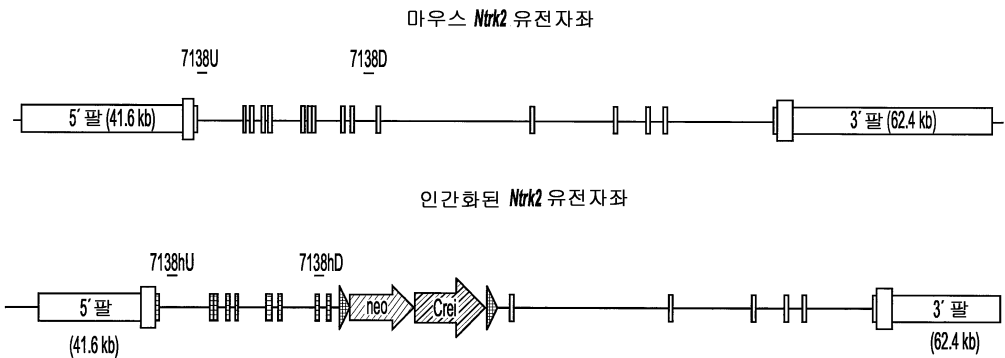 마우스 Ntrk2 유전자좌
7138U 7138D
5´ 팔 (41.6 kb) 3´ 팔 (62.4 kb)
인간화된 Ntrk2 유전자좌
7138hU 7138hD
5´ 팔 neo Crei 3´ 팔
(41.6 kb) (62.4 kb)